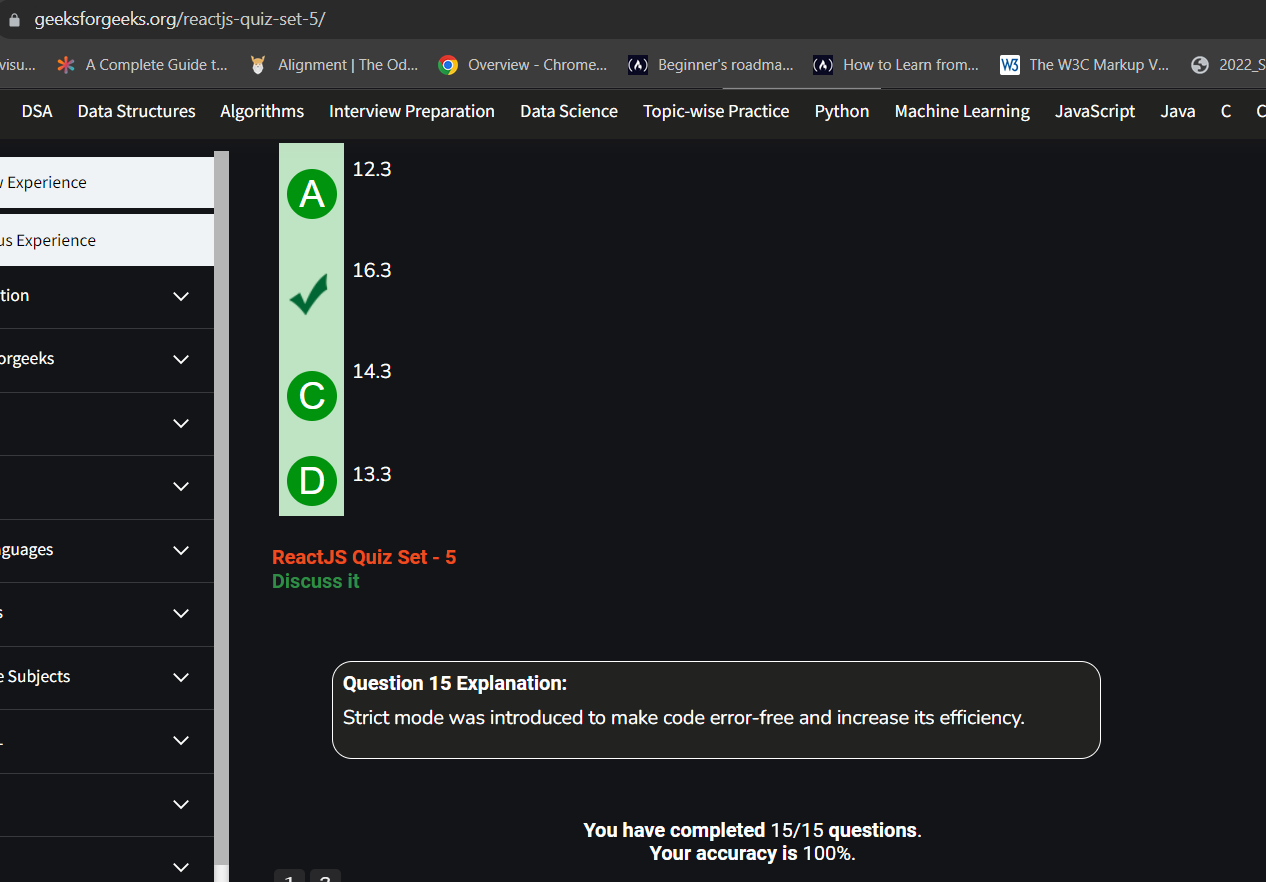 geeksforgeeks.org/reactjs-quiz-set-5/
visu... A Complete Guide t... Alignment | The Od... Overview - Chrome... Beginner's roadma... How to Learn from... W3 The W3C Markup V... 2022_S
DSA Data Structures Algorithms Interview Preparation Data Science Topic-wise Practice Python Machine Learning JavaScript Java C C
Experience
us Experience
tion
orgeeks
guages
s
e Subjects
A 12.3
16.3
C 14.3
D 13.3
ReactJS Quiz Set - 5
Discuss it
Question 15 Explanation:
Strict mode was introduced to make code error-free and increase its efficiency.
You have completed 15/15 questions.
Your accuracy is 100%.
1 2